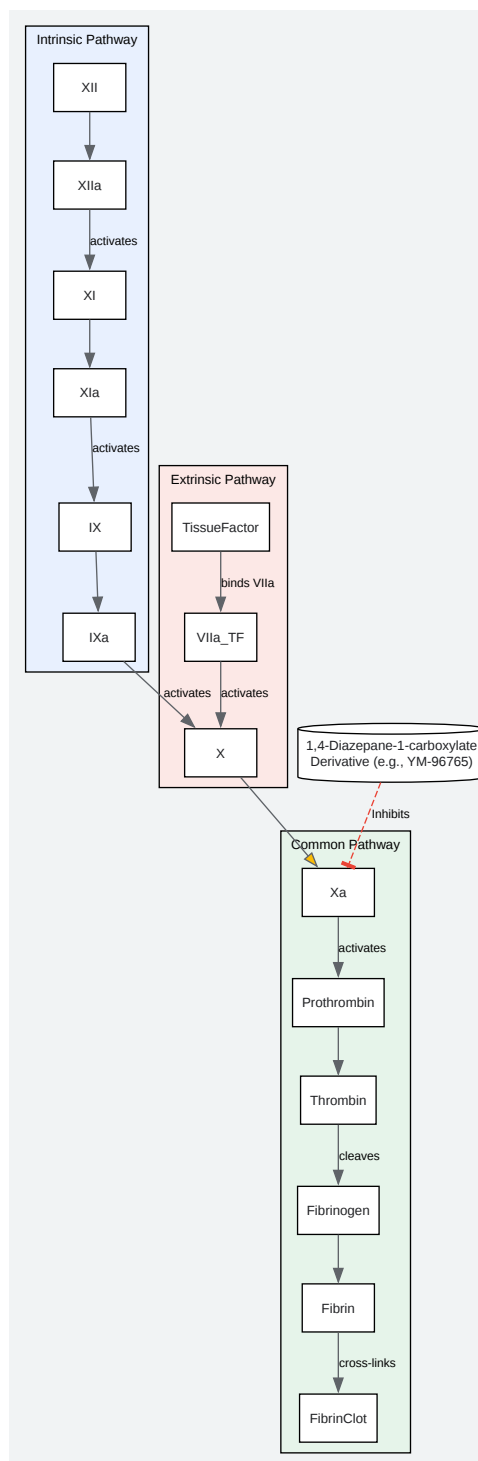 Intrinsic Pathway
XII
XIIa
activates
XI
XIa
activates
IX
IXa
Extrinsic Pathway
TissueFactor
binds VIIa
VIIa_TF
activates
activates
X
1,4-Diazepane-1-carboxylate
Derivative (e.g., YM-96765)
Inhibits
Common Pathway
Xa
activates
Prothrombin
Thrombin
cleaves
Fibrinogen
Fibrin
cross-links
FibrinClot